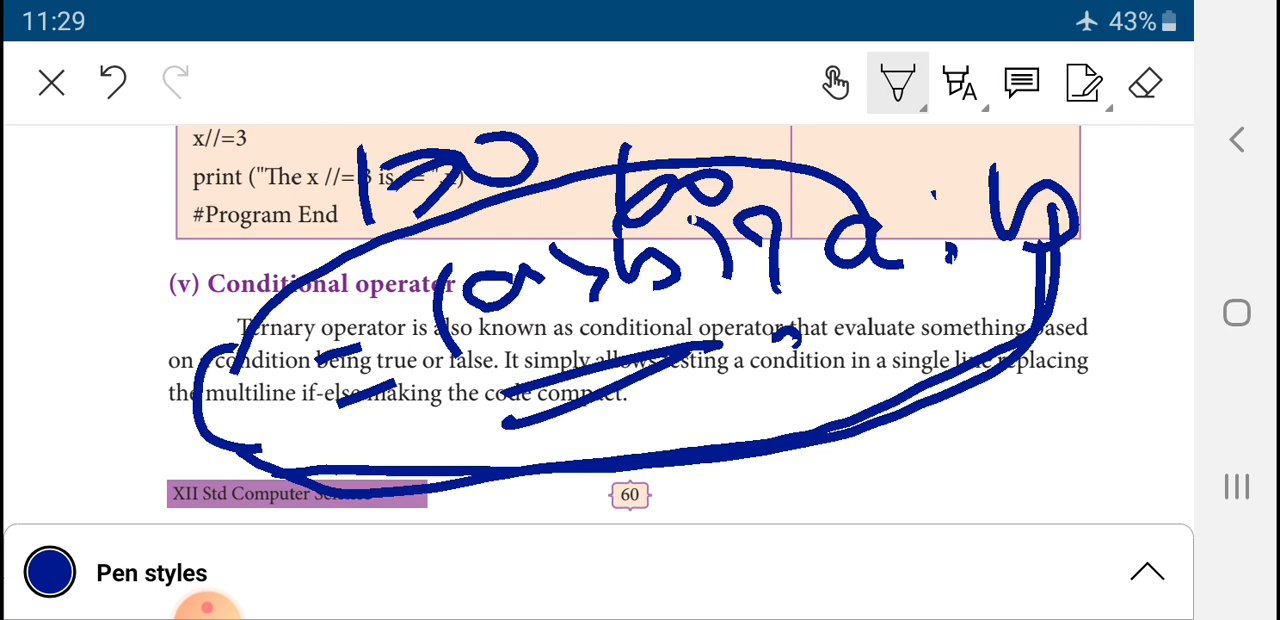 11:29
43%
x//=3
print ("The x //= 3 is = ",x)
#Program End
(a>b)? a : b
(v) Conditional operator
Ternary operator is also known as conditional operator that evaluate something based
on a condition being true or false. It simply allows testing a condition in a single line replacing
the multiline if-else making the code compact.
XII Std Computer Science
60
Pen styles